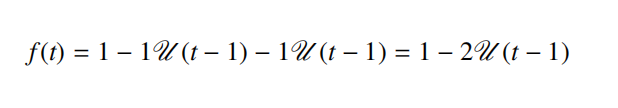 f(t) = 1 − 1𝒰(t − 1) − 1𝒰(t − 1) = 1 − 2𝒰(t − 1)